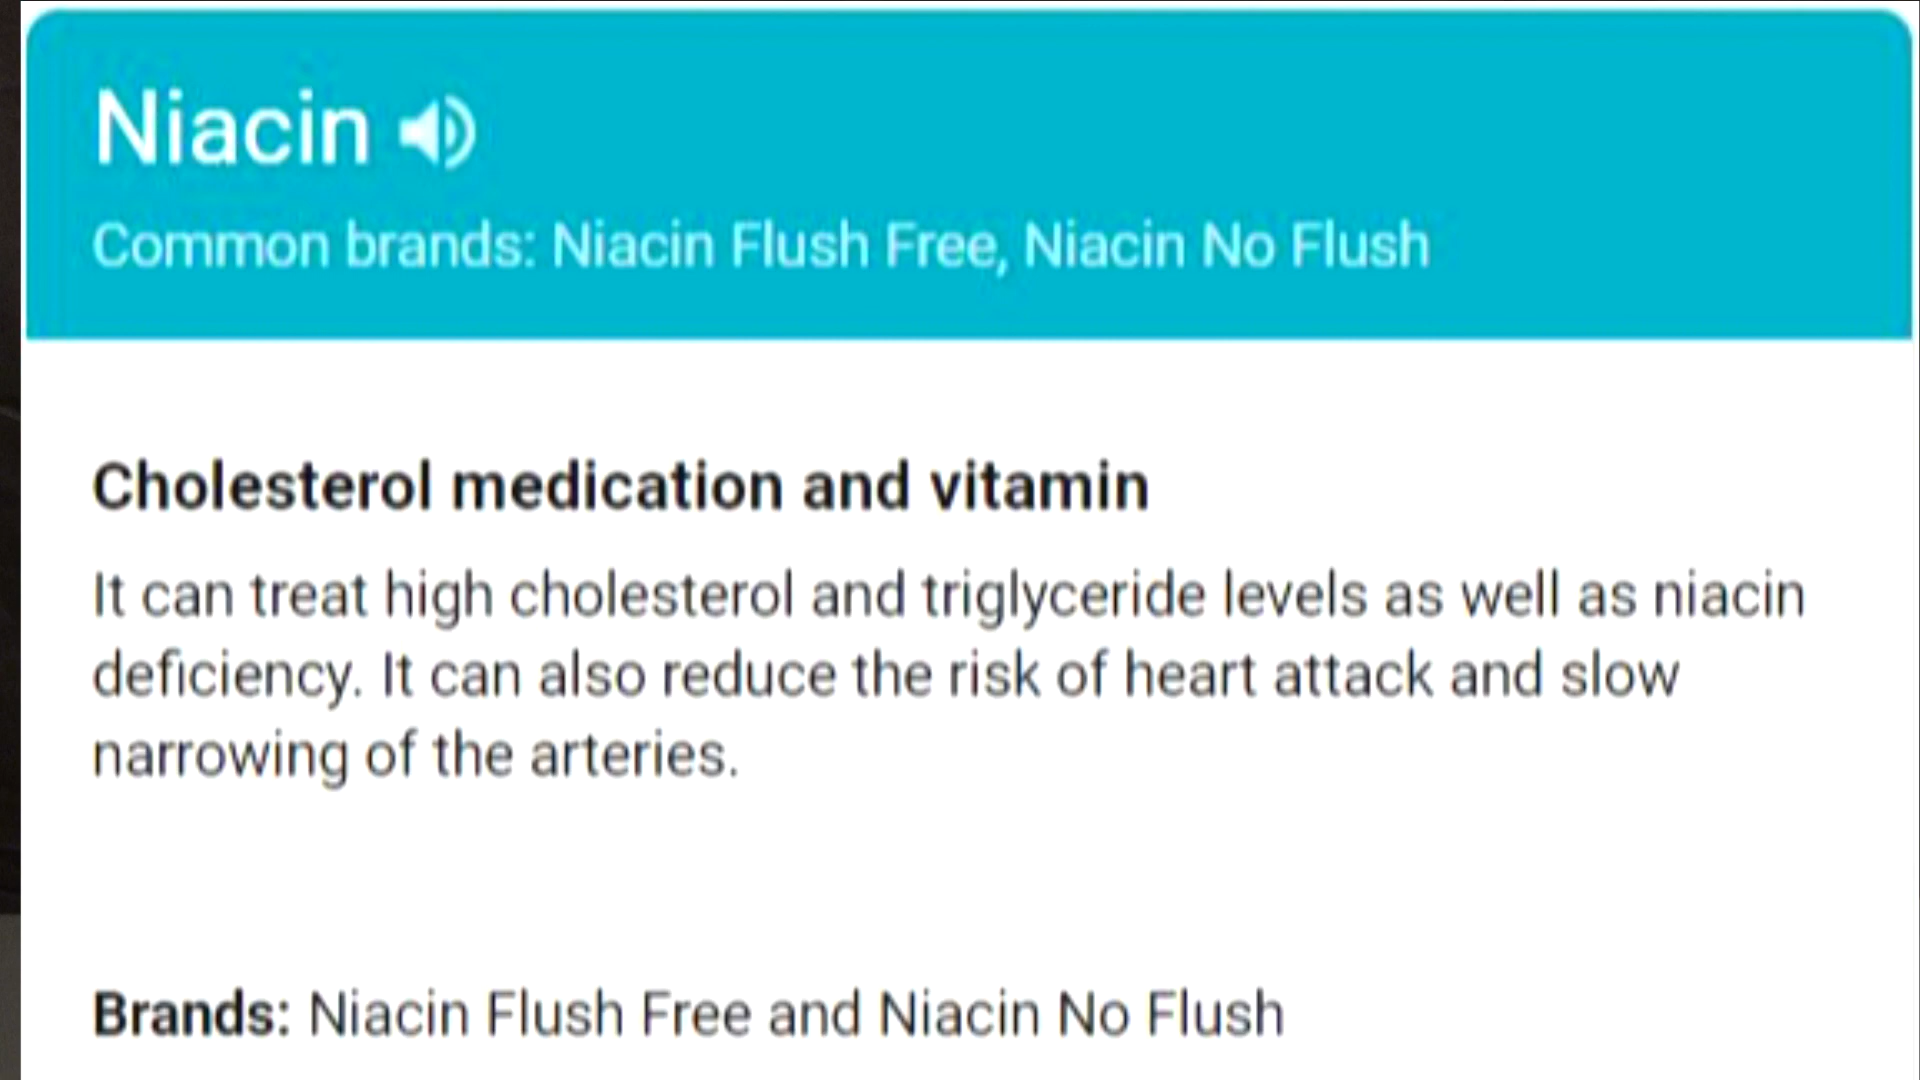 Niacin
Common brands: Niacin Flush Free, Niacin No Flush
Cholesterol medication and vitamin
It can treat high cholesterol and triglyceride levels as well as niacin
deficiency. It can also reduce the risk of heart attack and slow
narrowing of the arteries.
Brands: Niacin Flush Free and Niacin No Flush